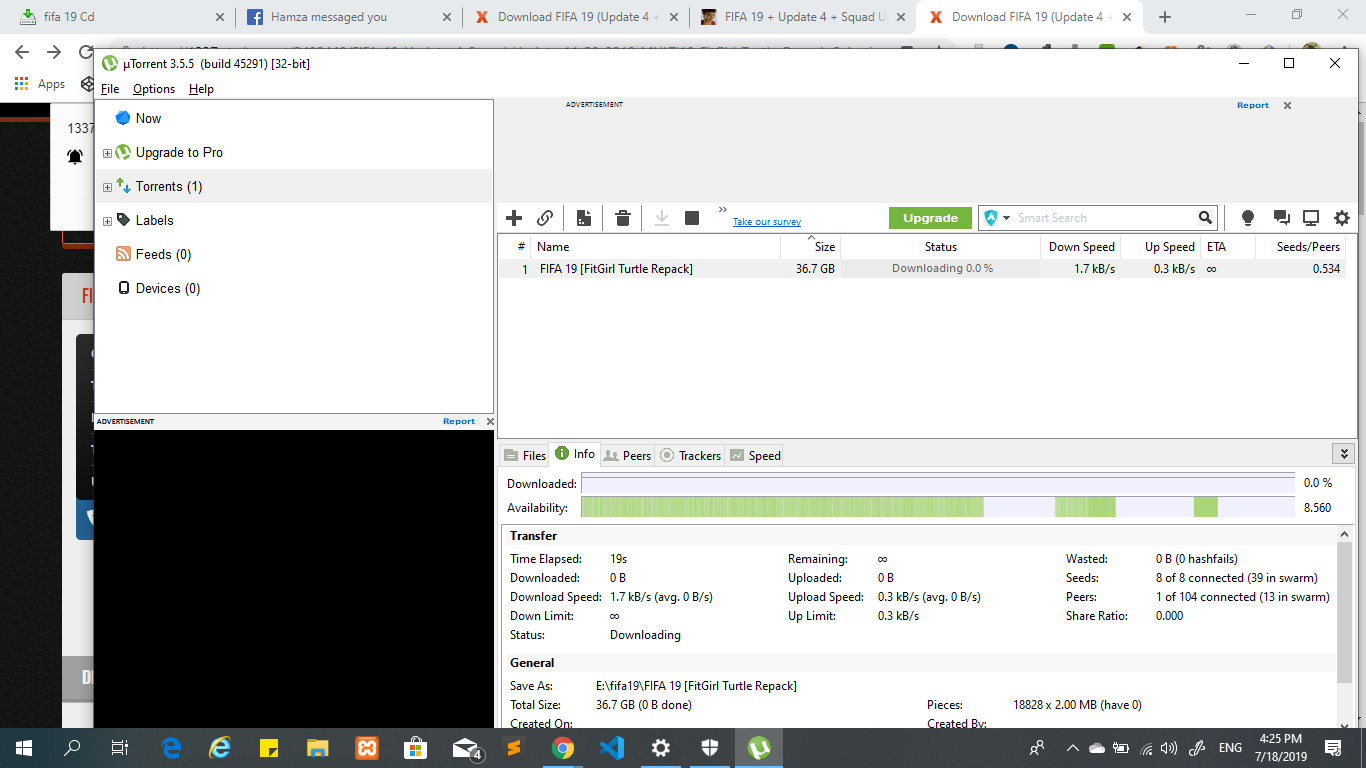 fifa 19 Cd
Hamza messaged you
Download FIFA 19 (Update 4 +
FIFA 19 + Update 4 + Squad U
Download FIFA 19 (Update 4 +
Apps
µTorrent 3.5.5 (build 45291) [32-bit]
File Options Help
1337
Now
Upgrade to Pro
Torrents (1)
Labels
Feeds (0)
Devices (0)
ADVERTISEMENT
Report
ADVERTISEMENT
Report
Take our survey
Upgrade
Smart Search
# Name Size Status Down Speed Up Speed ETA Seeds/Peers
1 FIFA 19 [FitGirl Turtle Repack] 36.7 GB Downloading 0.0 % 1.7 kB/s 0.3 kB/s ∞ 0.534
Files Info Peers Trackers Speed
Downloaded: 0.0 %
Availability: 8.560
Transfer
Time Elapsed: 19s Remaining: ∞ Wasted: 0 B (0 hashfails)
Downloaded: 0 B Uploaded: 0 B Seeds: 8 of 8 connected (39 in swarm)
Download Speed: 1.7 kB/s (avg. 0 B/s) Upload Speed: 0.3 kB/s (avg. 0 B/s) Peers: 1 of 104 connected (13 in swarm)
Down Limit: ∞ Up Limit: 0.3 kB/s Share Ratio: 0.000
Status: Downloading
General
Save As: E:\fifa19\FIFA 19 [FitGirl Turtle Repack]
Total Size: 36.7 GB (0 B done) Pieces: 18828 x 2.00 MB (have 0)
Created On: Created By:
4
ENG
4:25 PM
7/18/2019